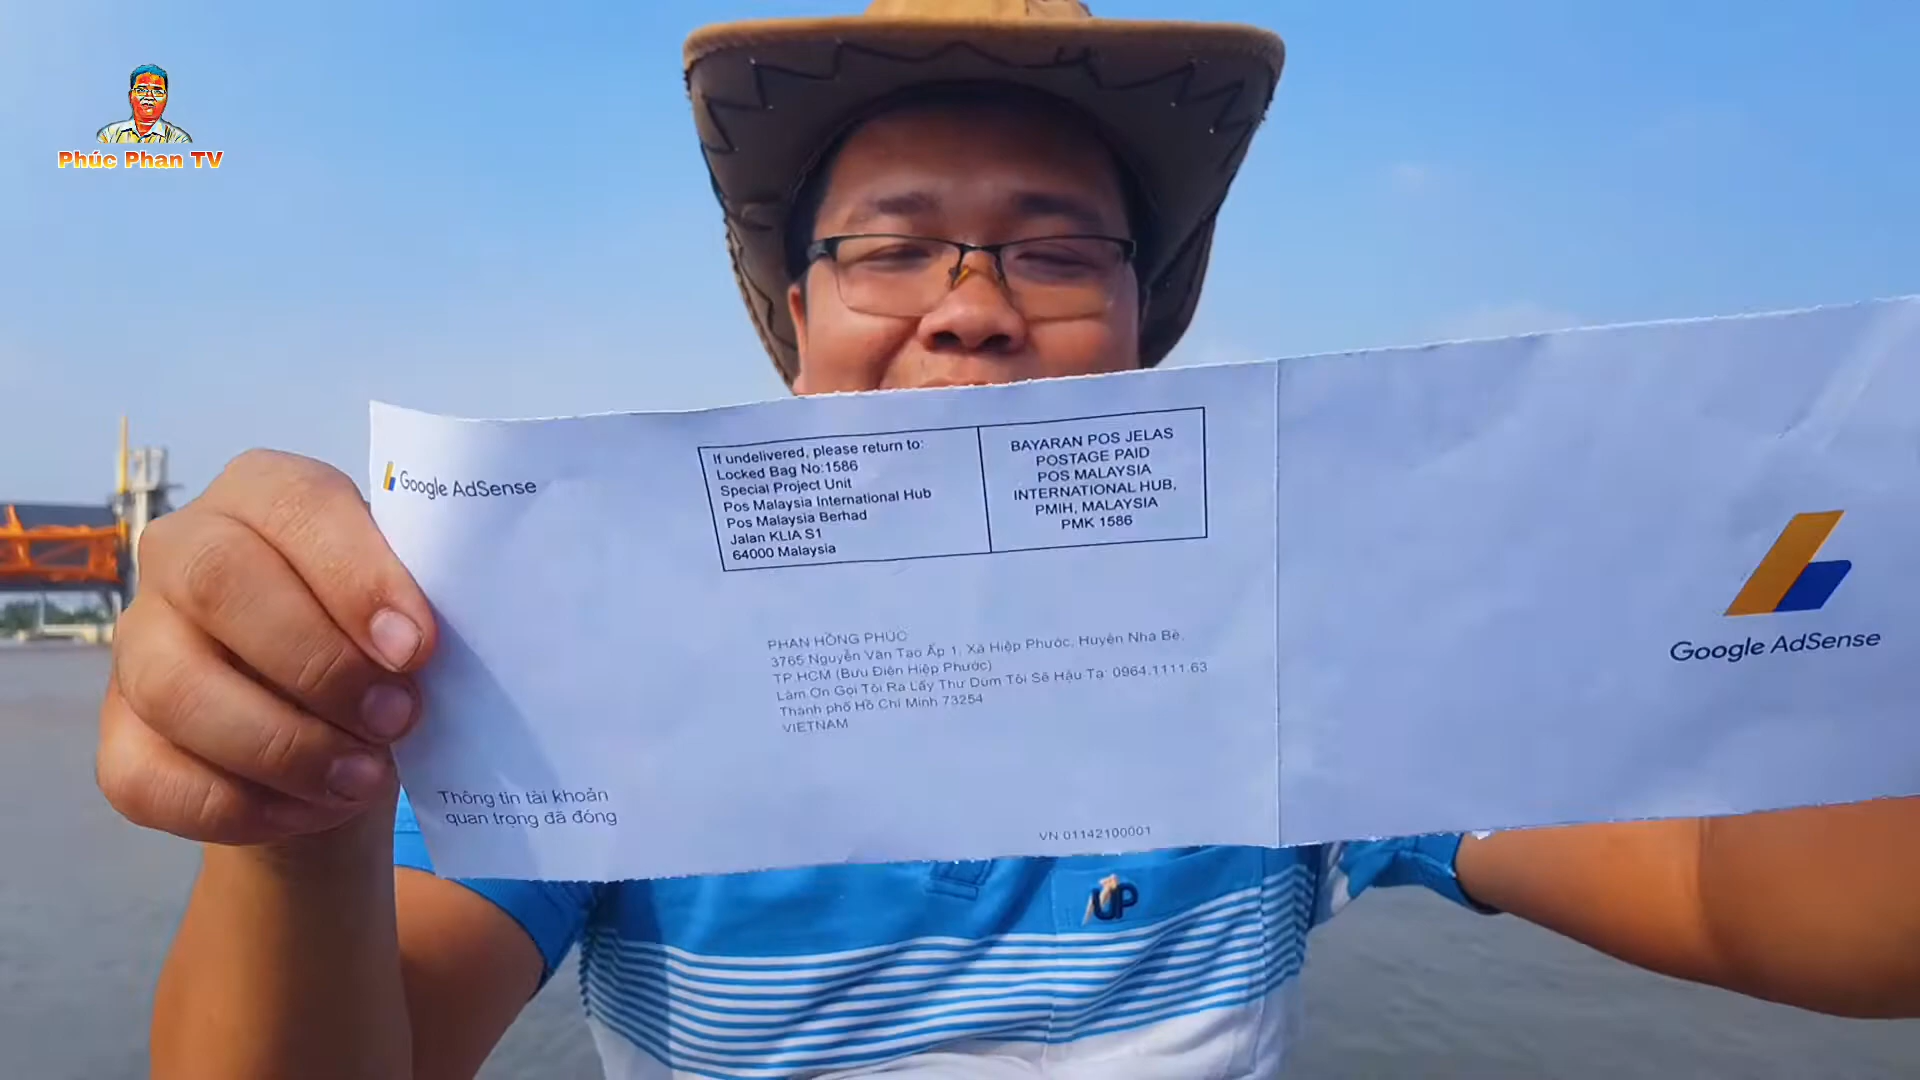 Phúc Phan TV
Google AdSense
If undelivered, please return to:
Locked Bag No:1586
Special Project Unit
Pos Malaysia International Hub
Pos Malaysia Berhad
Jalan KLIA S1
64000 Malaysia
BAYARAN POS JELAS
POSTAGE PAID
POS MALAYSIA
INTERNATIONAL HUB,
PMIH, MALAYSIA
PMK 1586
PHAN HỒNG PHÚC
3765 Nguyễn Văn Tạo Ấp 1, Xã Hiệp Phước, Huyện Nhà Bè,
TP.HCM (Bưu Điện Hiệp Phước)
Làm Ơn Gọi Tôi Ra Lấy Thư Dùm Tôi Sẽ Hậu Tạ: 0964.1111.63
Thành phố Hồ Chí Minh 73254
VIETNAM
Thông tin tài khoản
quan trọng đã đóng
VN 01142100001
Google AdSense
UP